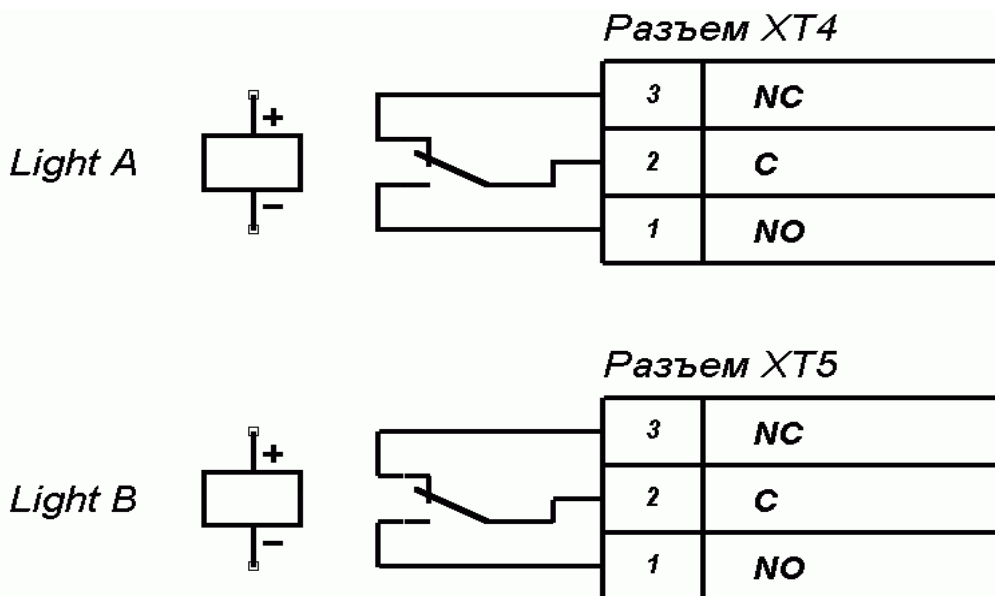 Разъем XT4
3 NC
+
Light A
2 C
–
1 NO
Разъем XT5
3 NC
+
Light B
2 C
–
1 NO